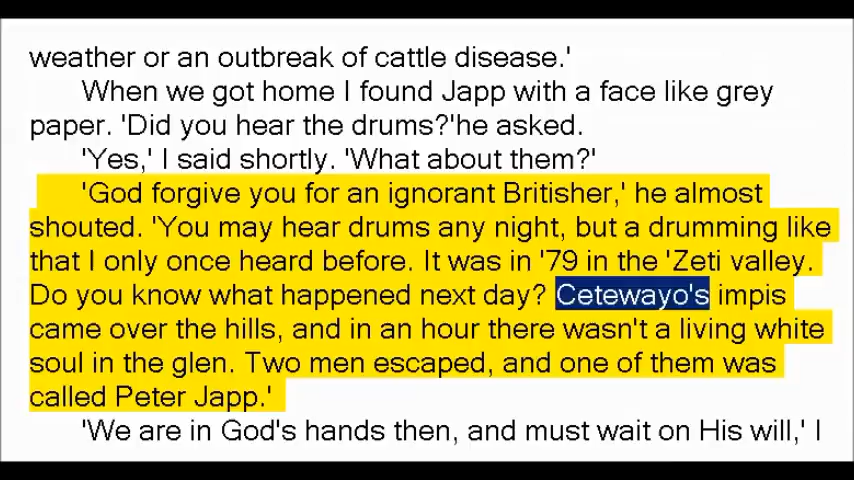 weather or an outbreak of cattle disease.'
When we got home I found Japp with a face like grey
paper. 'Did you hear the drums?'he asked.
'Yes,' I said shortly. 'What about them?'
'God forgive you for an ignorant Britisher,' he almost
shouted. 'You may hear drums any night, but a drumming like
that I only once heard before. It was in '79 in the 'Zeti valley.
Do you know what happened next day? Cetewayo's impis
came over the hills, and in an hour there wasn't a living white
soul in the glen. Two men escaped, and one of them was
called Peter Japp.'
'We are in God's hands then, and must wait on His will,' I